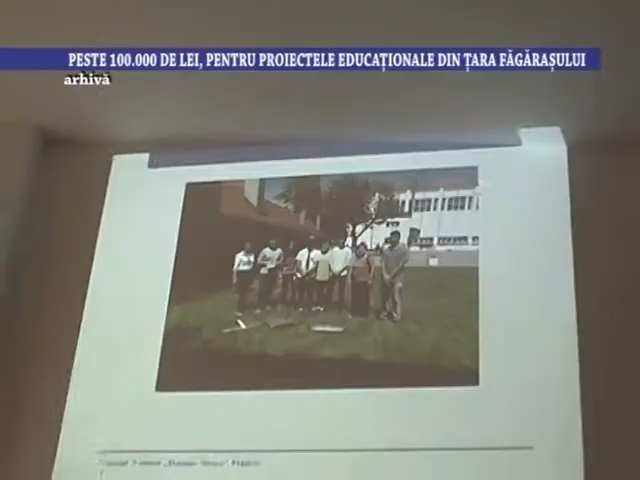 PESTE 100.000 DE LEI, PENTRU PROIECTELE EDUCAȚIONALE DIN ȚARA FĂGĂRAȘULUI
arhivă